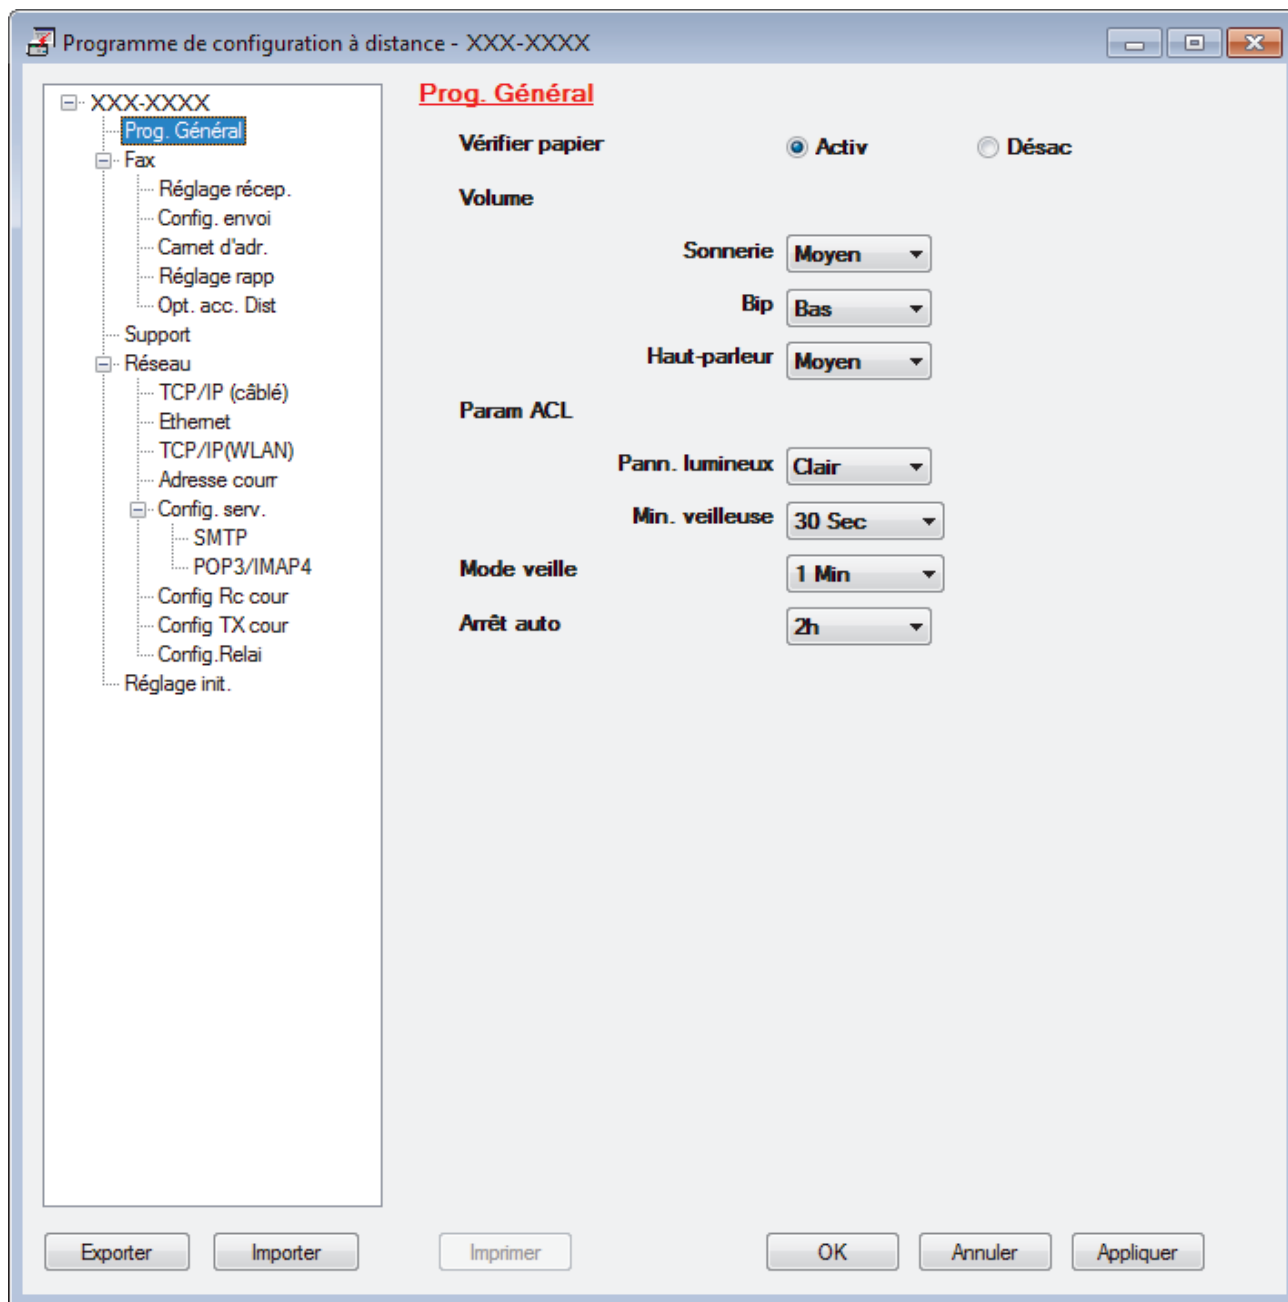 Programme de configuration à distance - XXX-XXXX
XXX-XXXX
Prog. Général
Fax
Réglage récep.
Config. envoi
Carnet d'adr.
Réglage rapp
Opt. acc. Dist
Support
Réseau
TCP/IP (câblé)
Ethernet
TCP/IP(WLAN)
Adresse courr
Config. serv.
SMTP
POP3/IMAP4
Config Rc cour
Config TX cour
Config.Relai
Réglage init.
Prog. Général
Vérifier papier Activ Désac
Volume
Sonnerie Moyen
Bip Bas
Haut-parleur Moyen
Param ACL
Pann. lumineux Clair
Min. veilleuse 30 Sec
Mode veille 1 Min
Arrêt auto 2h
Exporter Importer Imprimer OK Annuler Appliquer